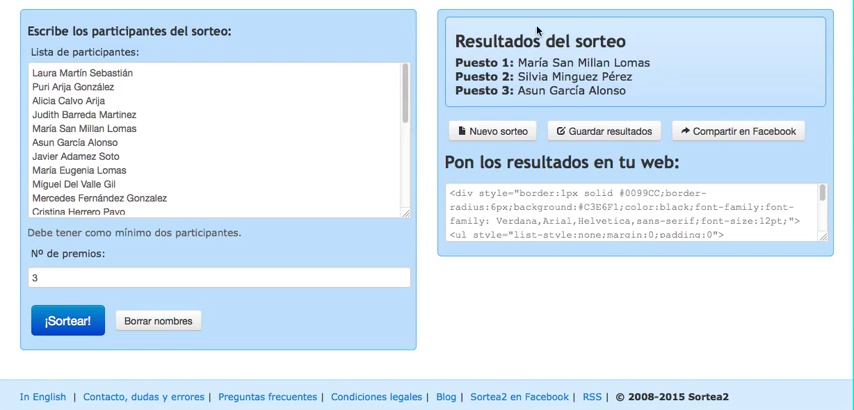 Escribe los participantes del sorteo:
Lista de participantes:
Laura Martín Sebastián
Puri Arija González
Alicia Calvo Arija
Judith Barreda Martinez
María San Millan Lomas
Asun García Alonso
Javier Adamez Soto
María Eugenia Lomas
Miguel Del Valle Gil
Mercedes Fernández Gonzalez
Cristina Herrero Payo
Debe tener como mínimo dos participantes.
Nº de premios:
3
¡Sortear!
Borrar nombres
Resultados del sorteo
Puesto 1: María San Millan Lomas
Puesto 2: Silvia Minguez Pérez
Puesto 3: Asun García Alonso
Nuevo sorteo
Guardar resultados
Compartir en Facebook
Pon los resultados en tu web:
<div style="border:1px solid #0099CC;border-
radius:6px;background:#C3E6F1;color:black;font-family:font-
family: Verdana,Arial,Helvetica,sans-serif;font-size:12pt;">
<ul style="list-style:none;margin:0;padding:0">
In English | Contacto, dudas y errores | Preguntas frecuentes | Condiciones legales | Blog | Sortea2 en Facebook | RSS | © 2008-2015 Sortea2